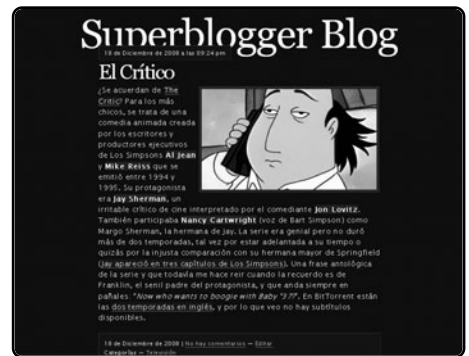 Superblogger Blog
18 de Diciembre de 2008 a las 09:24 pm
El Crítico
¿Se acuerdan de The
Critic? Para los más
chicos, se trata de una
comedia animada creada
por los escritores y
productores ejecutivos
de Los Simpsons Al Jean
y Mike Reiss que se
emitió entre 1994 y
1995. Su protagonista
era Jay Sherman, un
irritable crítico de cine interpretado por el comediante Jon Lovitz.
También participaba Nancy Cartwright (voz de Bart Simpson) como
Margo Sherman, la hermana de Jay. La serie era genial pero no duró
más de dos temporadas, tal vez por estar adelantada a su tiempo o
quizás por la injusta comparación con su hermana mayor de Springfield
(Jay apareció en tres capítulos de Los Simpsons). Una frase antológica
de la serie y que todavía me hace reir cuando la recuerdo es de
Franklin, el senil padre del protagonista, y que anda siempre en
pañales: "Now who wants to boogie with Baby "37?". En BitTorrent están
las dos temporadas en inglés, y por lo que veo no hay subtítulos
disponibles.
18 de Diciembre de 2008 | No hay comentarios — Editar
Categorías — Televisión